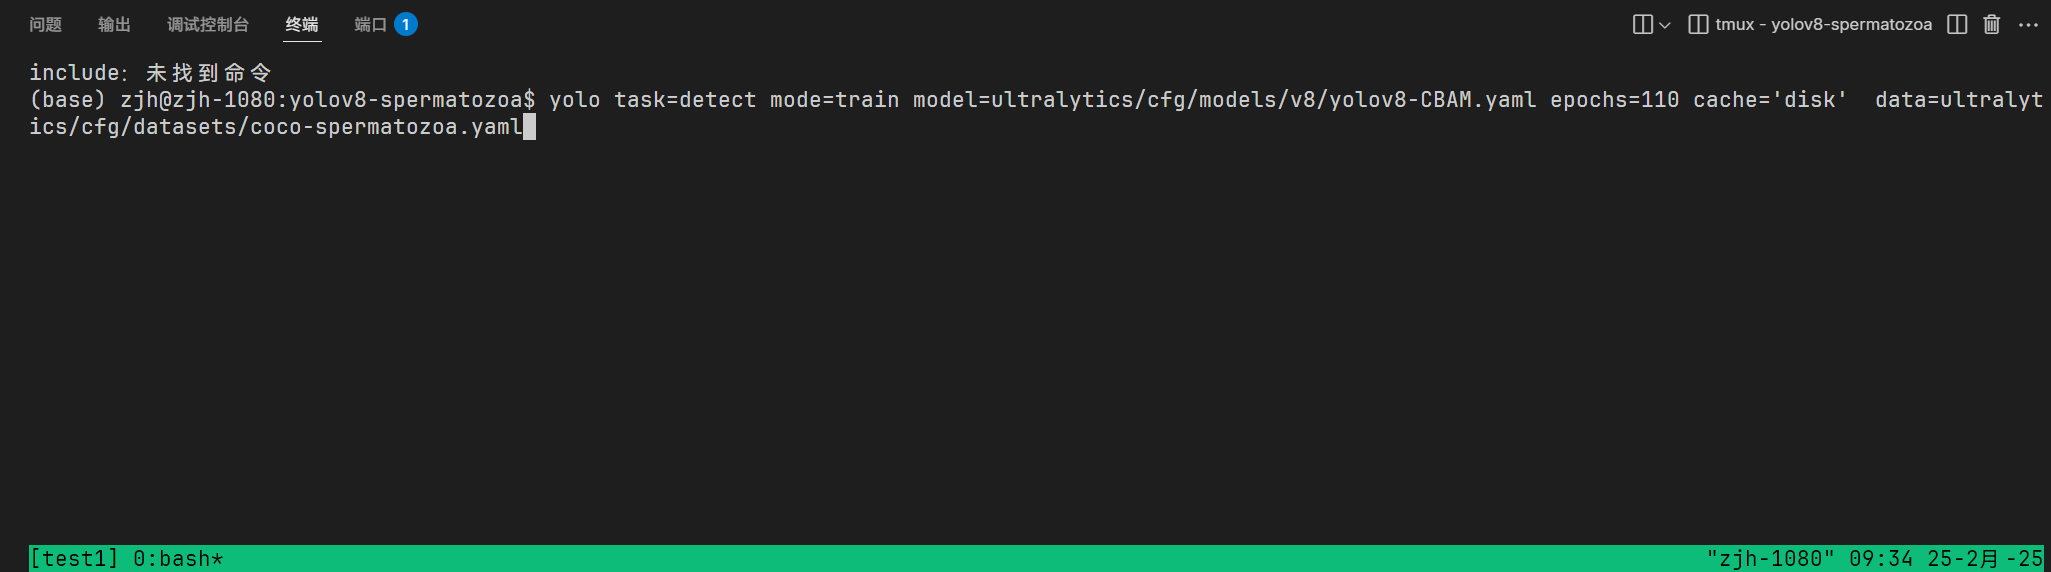 问题 输出 调试控制台 终端 端口 1 tmux - yolov8-spermatozoa
include: 未找到命令
(base) zjh@zjh-1080:yolov8-spermatozoa$ yolo task=detect mode=train model=ultralytics/cfg/models/v8/yolov8-CBAM.yaml epochs=110 cache='disk'  data=ultralyt
ics/cfg/datasets/coco-spermatozoa.yaml
[test1] 0:bash* "zjh-1080" 09:34 25-2月-25